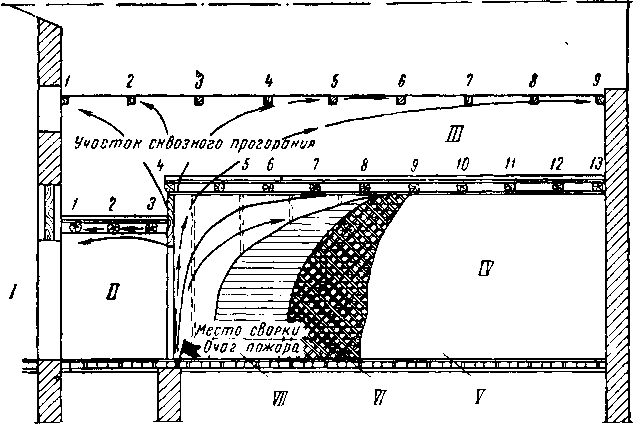 1 2 3 4 5 6 7 8 9
Участок сквозного прогорания
III
4 5 6 7 8 9 10 11 12 13
1 2 3
I II IV
Место сварки
Очаг пожара
VII VI V